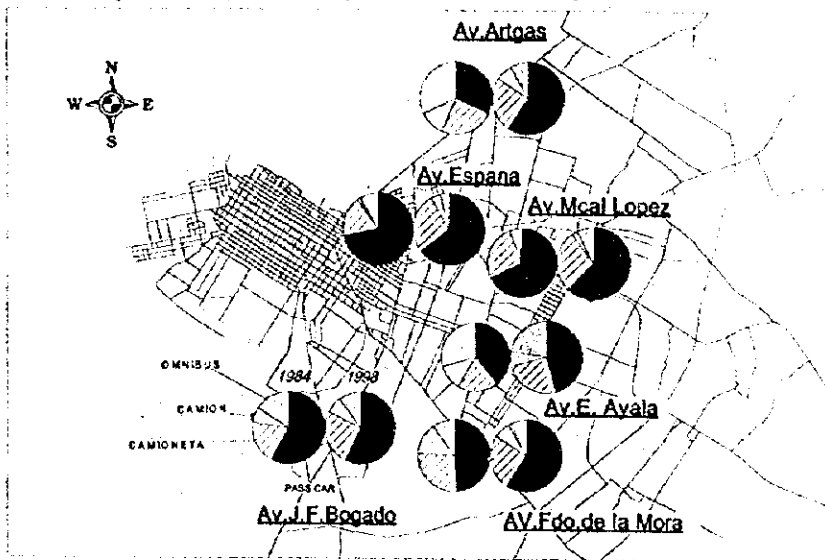 Av.Artgas
N
W E
S
Av.Espana
Av.Mcal Lopez
OMNIBUS
1984 1998
CAMION
Av.E. Ayala
CAMIONETA
PASS CAR
Av.J.F.Bogado
AV.Fdo.de la Mora